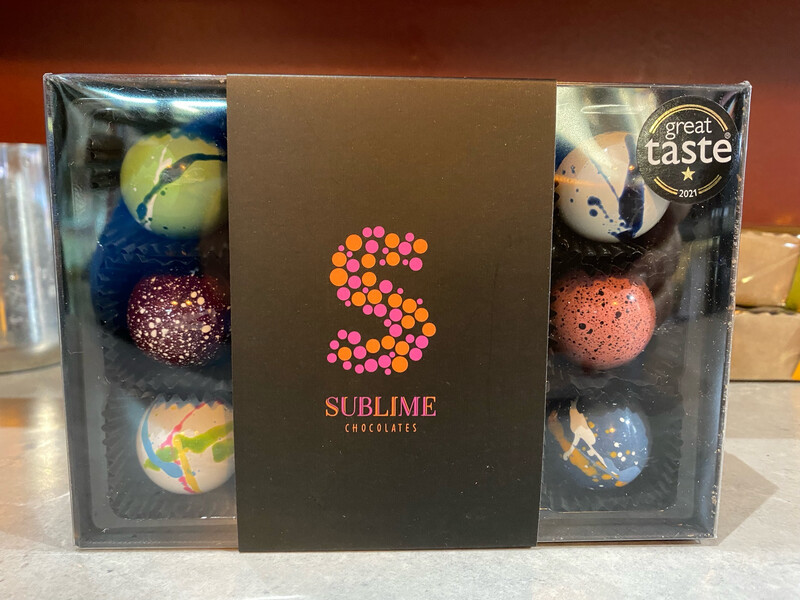 great
taste
2021
SUBLIME
CHOCOLATES